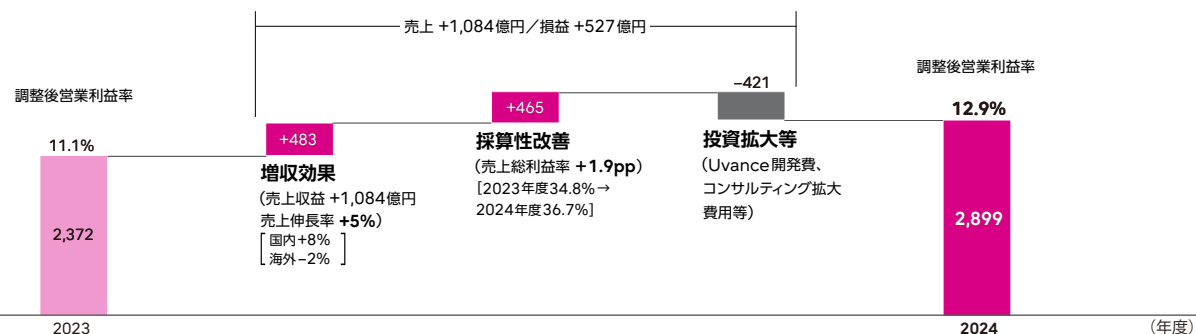 売上 +1,084億円／損益 +527億円
調整後営業利益率
11.1%
2,372
2023
+483
増収効果
（売上収益 +1,084億円
売上伸長率 +5%）
国内+8%
海外−2%
+465
採算性改善
（売上総利益率 +1.9pp）
［2023年度34.8%→
2024年度36.7%］
−421
投資拡大等
（Uvance開発費、
コンサルティング拡大
費用等）
調整後営業利益率
12.9%
2,899
2024
（年度）